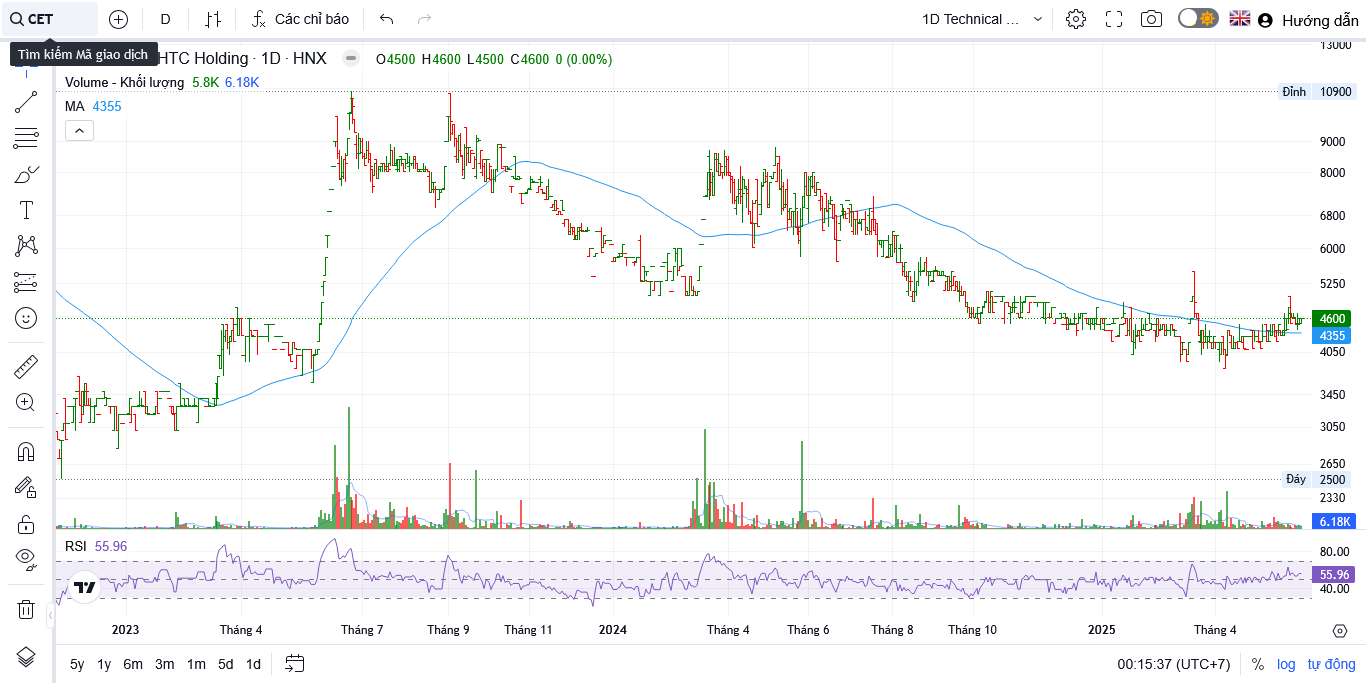 CET
D
Các chỉ báo
1D Technical ...
Hướng dẫn
Tìm kiếm Mã giao dịch
HTC Holding · 1D · HNX
O4500 H4600 L4500 C4600 0 (0.00%)
Volume - Khối lượng 5.8K 6.18K
MA 4355
13000
Đỉnh 10900
9000
8000
6800
6000
5250
4600
4355
4050
3450
3050
2650
Đáy 2500
2330
6.18K
RSI 55.96
80.00
55.96
40.00
2023 Tháng 4 Tháng 7 Tháng 9 Tháng 11 2024 Tháng 4 Tháng 6 Tháng 8 Tháng 10 2025 Tháng 4
5y 1y 6m 3m 1m 5d 1d
00:15:37 (UTC+7) % log tự động